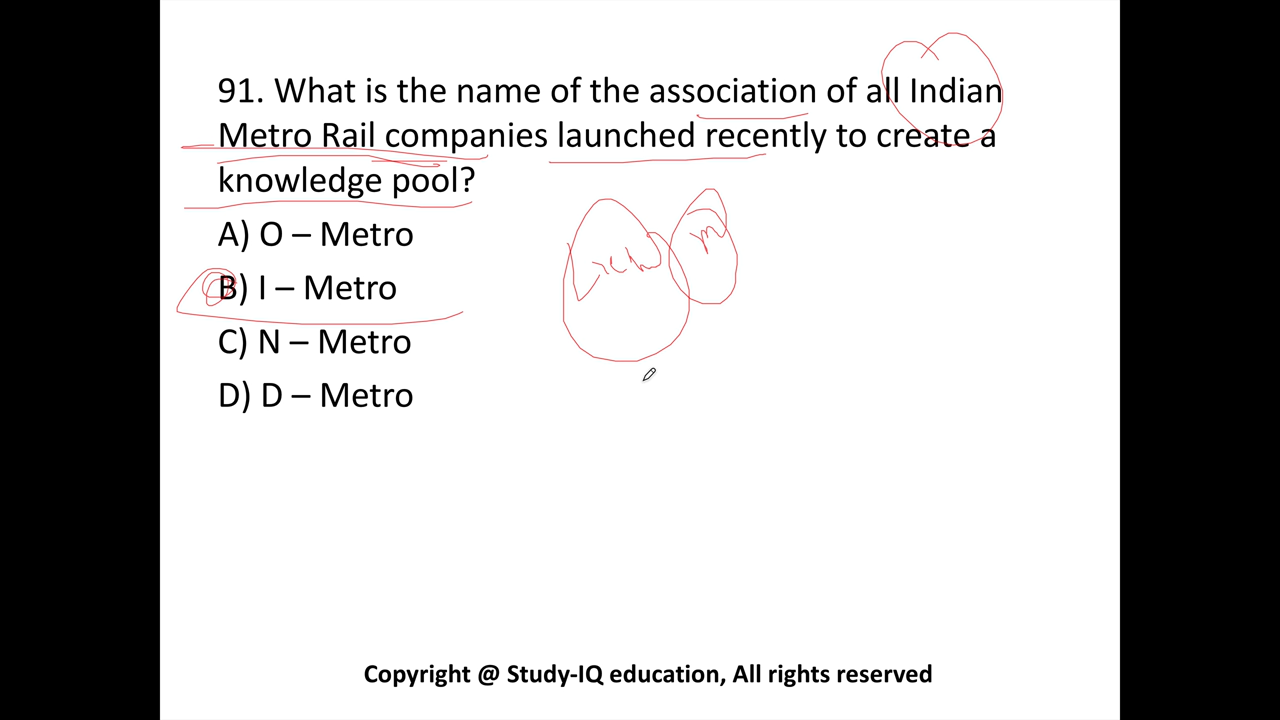 91. What is the name of the association of all Indian
Metro Rail companies launched recently to create a
knowledge pool?
A) O – Metro
B) I – Metro
C) N – Metro
D) D – Metro
m
Copyright @ Study-IQ education, All rights reserved